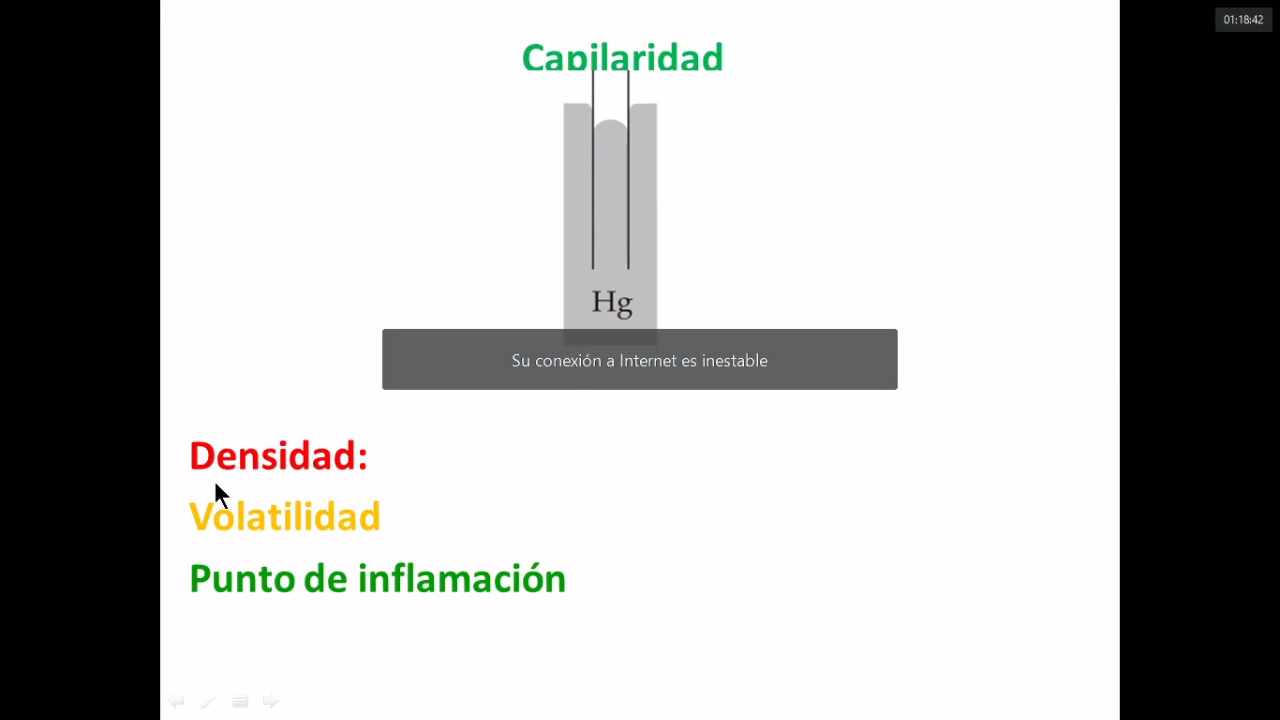 01:18:42
Capilaridad
Hg
Su conexión a Internet es inestable
Densidad:
Volatilidad
Punto de inflamación